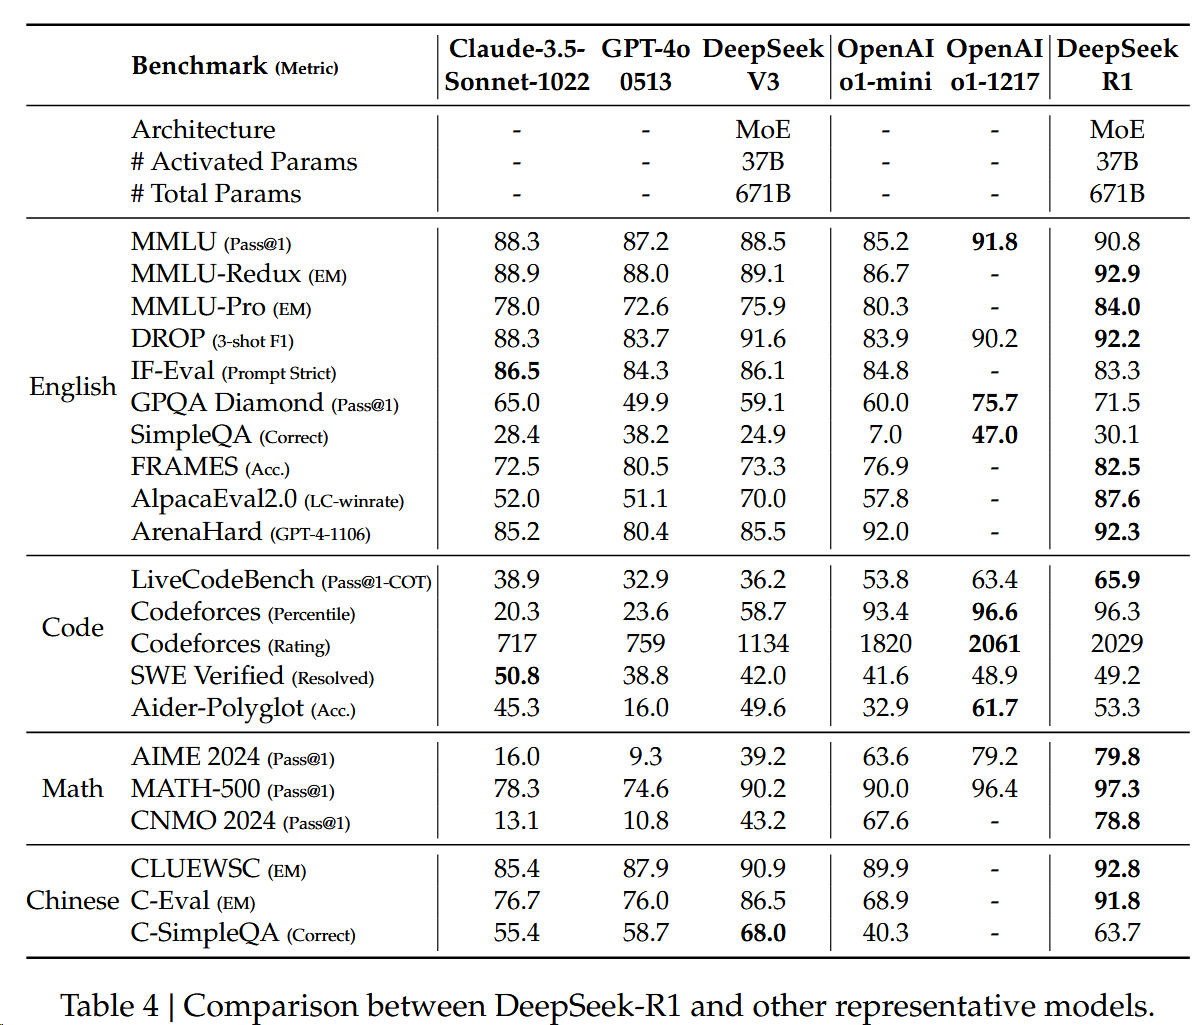 Benchmark (Metric) Claude-3.5-Sonnet-1022 GPT-4o 0513 DeepSeek V3 OpenAI o1-mini OpenAI o1-1217 DeepSeek R1
Architecture - - MoE - - MoE
# Activated Params - - 37B - - 37B
# Total Params - - 671B - - 671B
English
MMLU (Pass@1) 88.3 87.2 88.5 85.2 91.8 90.8
MMLU-Redux (EM) 88.9 88.0 89.1 86.7 - 92.9
MMLU-Pro (EM) 78.0 72.6 75.9 80.3 - 84.0
DROP (3-shot F1) 88.3 83.7 91.6 83.9 90.2 92.2
IF-Eval (Prompt Strict) 86.5 84.3 86.1 84.8 - 83.3
GPQA Diamond (Pass@1) 65.0 49.9 59.1 60.0 75.7 71.5
SimpleQA (Correct) 28.4 38.2 24.9 7.0 47.0 30.1
FRAMES (Acc.) 72.5 80.5 73.3 76.9 - 82.5
AlpacaEval2.0 (LC-winrate) 52.0 51.1 70.0 57.8 - 87.6
ArenaHard (GPT-4-1106) 85.2 80.4 85.5 92.0 - 92.3
Code
LiveCodeBench (Pass@1-COT) 38.9 32.9 36.2 53.8 63.4 65.9
Codeforces (Percentile) 20.3 23.6 58.7 93.4 96.6 96.3
Codeforces (Rating) 717 759 1134 1820 2061 2029
SWE Verified (Resolved) 50.8 38.8 42.0 41.6 48.9 49.2
Aider-Polyglot (Acc.) 45.3 16.0 49.6 32.9 61.7 53.3
Math
AIME 2024 (Pass@1) 16.0 9.3 39.2 63.6 79.2 79.8
MATH-500 (Pass@1) 78.3 74.6 90.2 90.0 96.4 97.3
CNMO 2024 (Pass@1) 13.1 10.8 43.2 67.6 - 78.8
Chinese
CLUEWSC (EM) 85.4 87.9 90.9 89.9 - 92.8
C-Eval (EM) 76.7 76.0 86.5 68.9 - 91.8
C-SimpleQA (Correct) 55.4 58.7 68.0 40.3 - 63.7
Table 4 | Comparison between DeepSeek-R1 and other representative models.